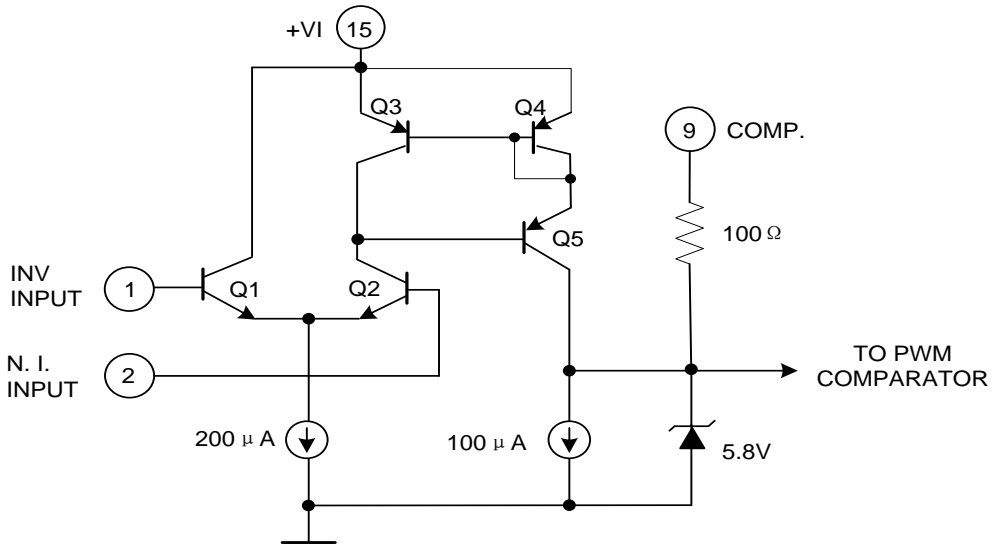 +VI
15
Q3
Q4
9
COMP.
100 Ω
Q5
INV
INPUT
1
Q1
Q2
N. I.
INPUT
2
TO PWM
COMPARATOR
200 μ A
100 μ A
5.8V